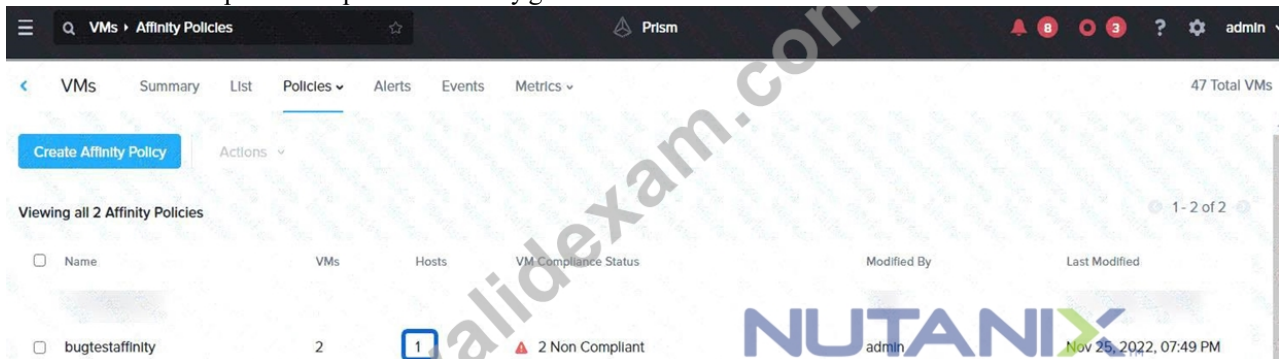 VMs › Affinity Policies
Prism
8
3
?
admin
VMs
Summary
List
Policies
Alerts
Events
Metrics
47 Total VMs
Create Affinity Policy
Actions
Viewing all 2 Affinity Policies
1 - 2 of 2
Name
VMs
Hosts
VM Compliance Status
Modified By
Last Modified
bugtestaffinity
2
1
2 Non Compliant
admin
Nov 25, 2022, 07:49 PM
NUTANIX
alidexam.com